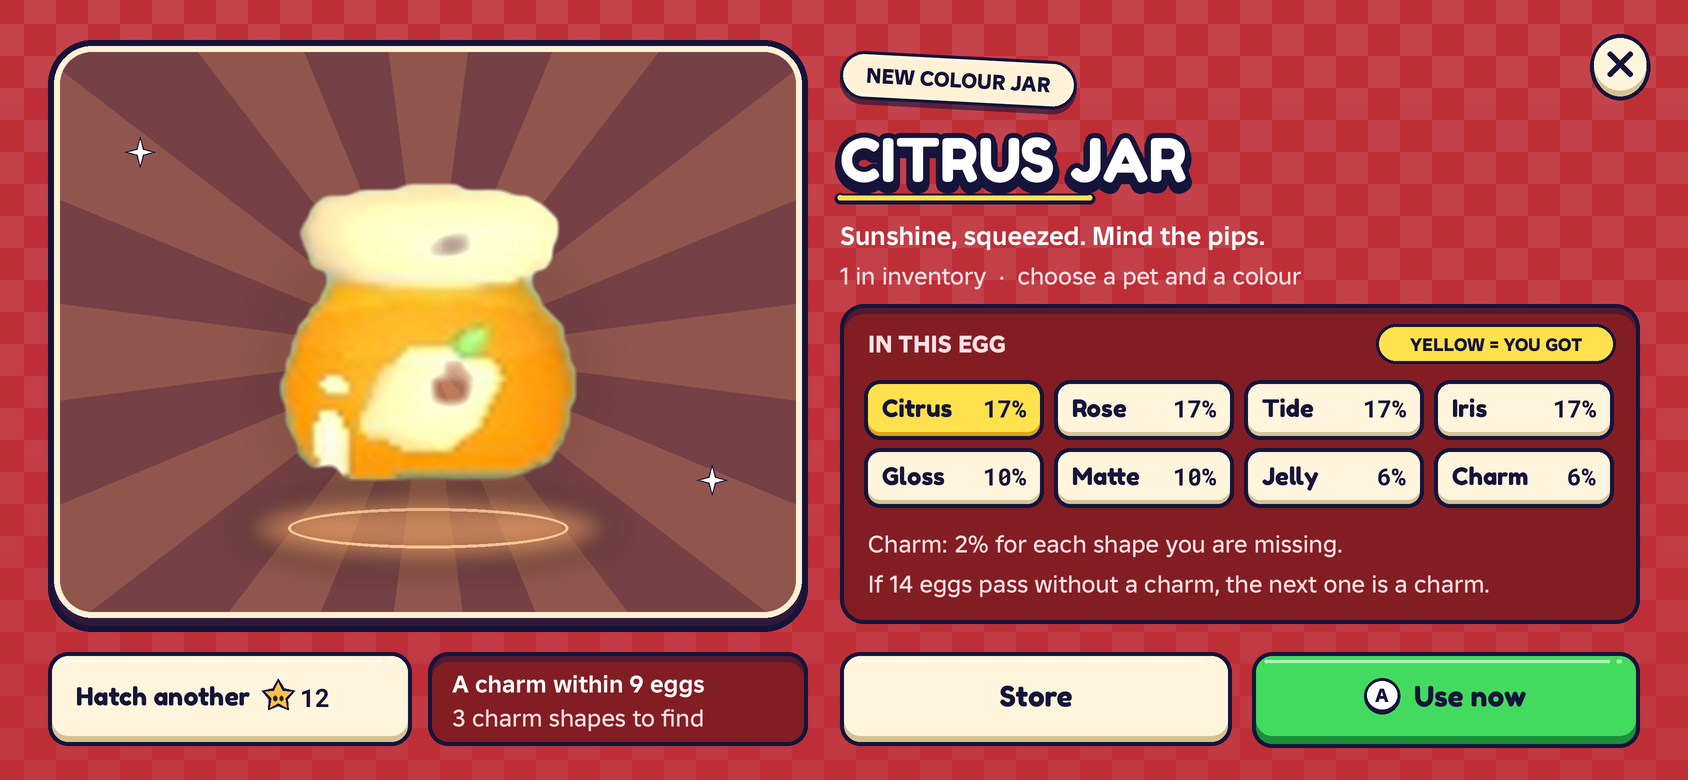 NEW COLOUR JAR
CITRUS JAR
Sunshine, squeezed. Mind the pips.
1 in inventory · choose a pet and a colour
IN THIS EGG
YELLOW = YOU GOT
Citrus 17%
Rose 17%
Tide 17%
Iris 17%
Gloss 10%
Matte 10%
Jelly 6%
Charm 6%
Charm: 2% for each shape you are missing.
If 14 eggs pass without a charm, the next one is a charm.
Hatch another 12
A charm within 9 eggs
3 charm shapes to find
Store
A Use now